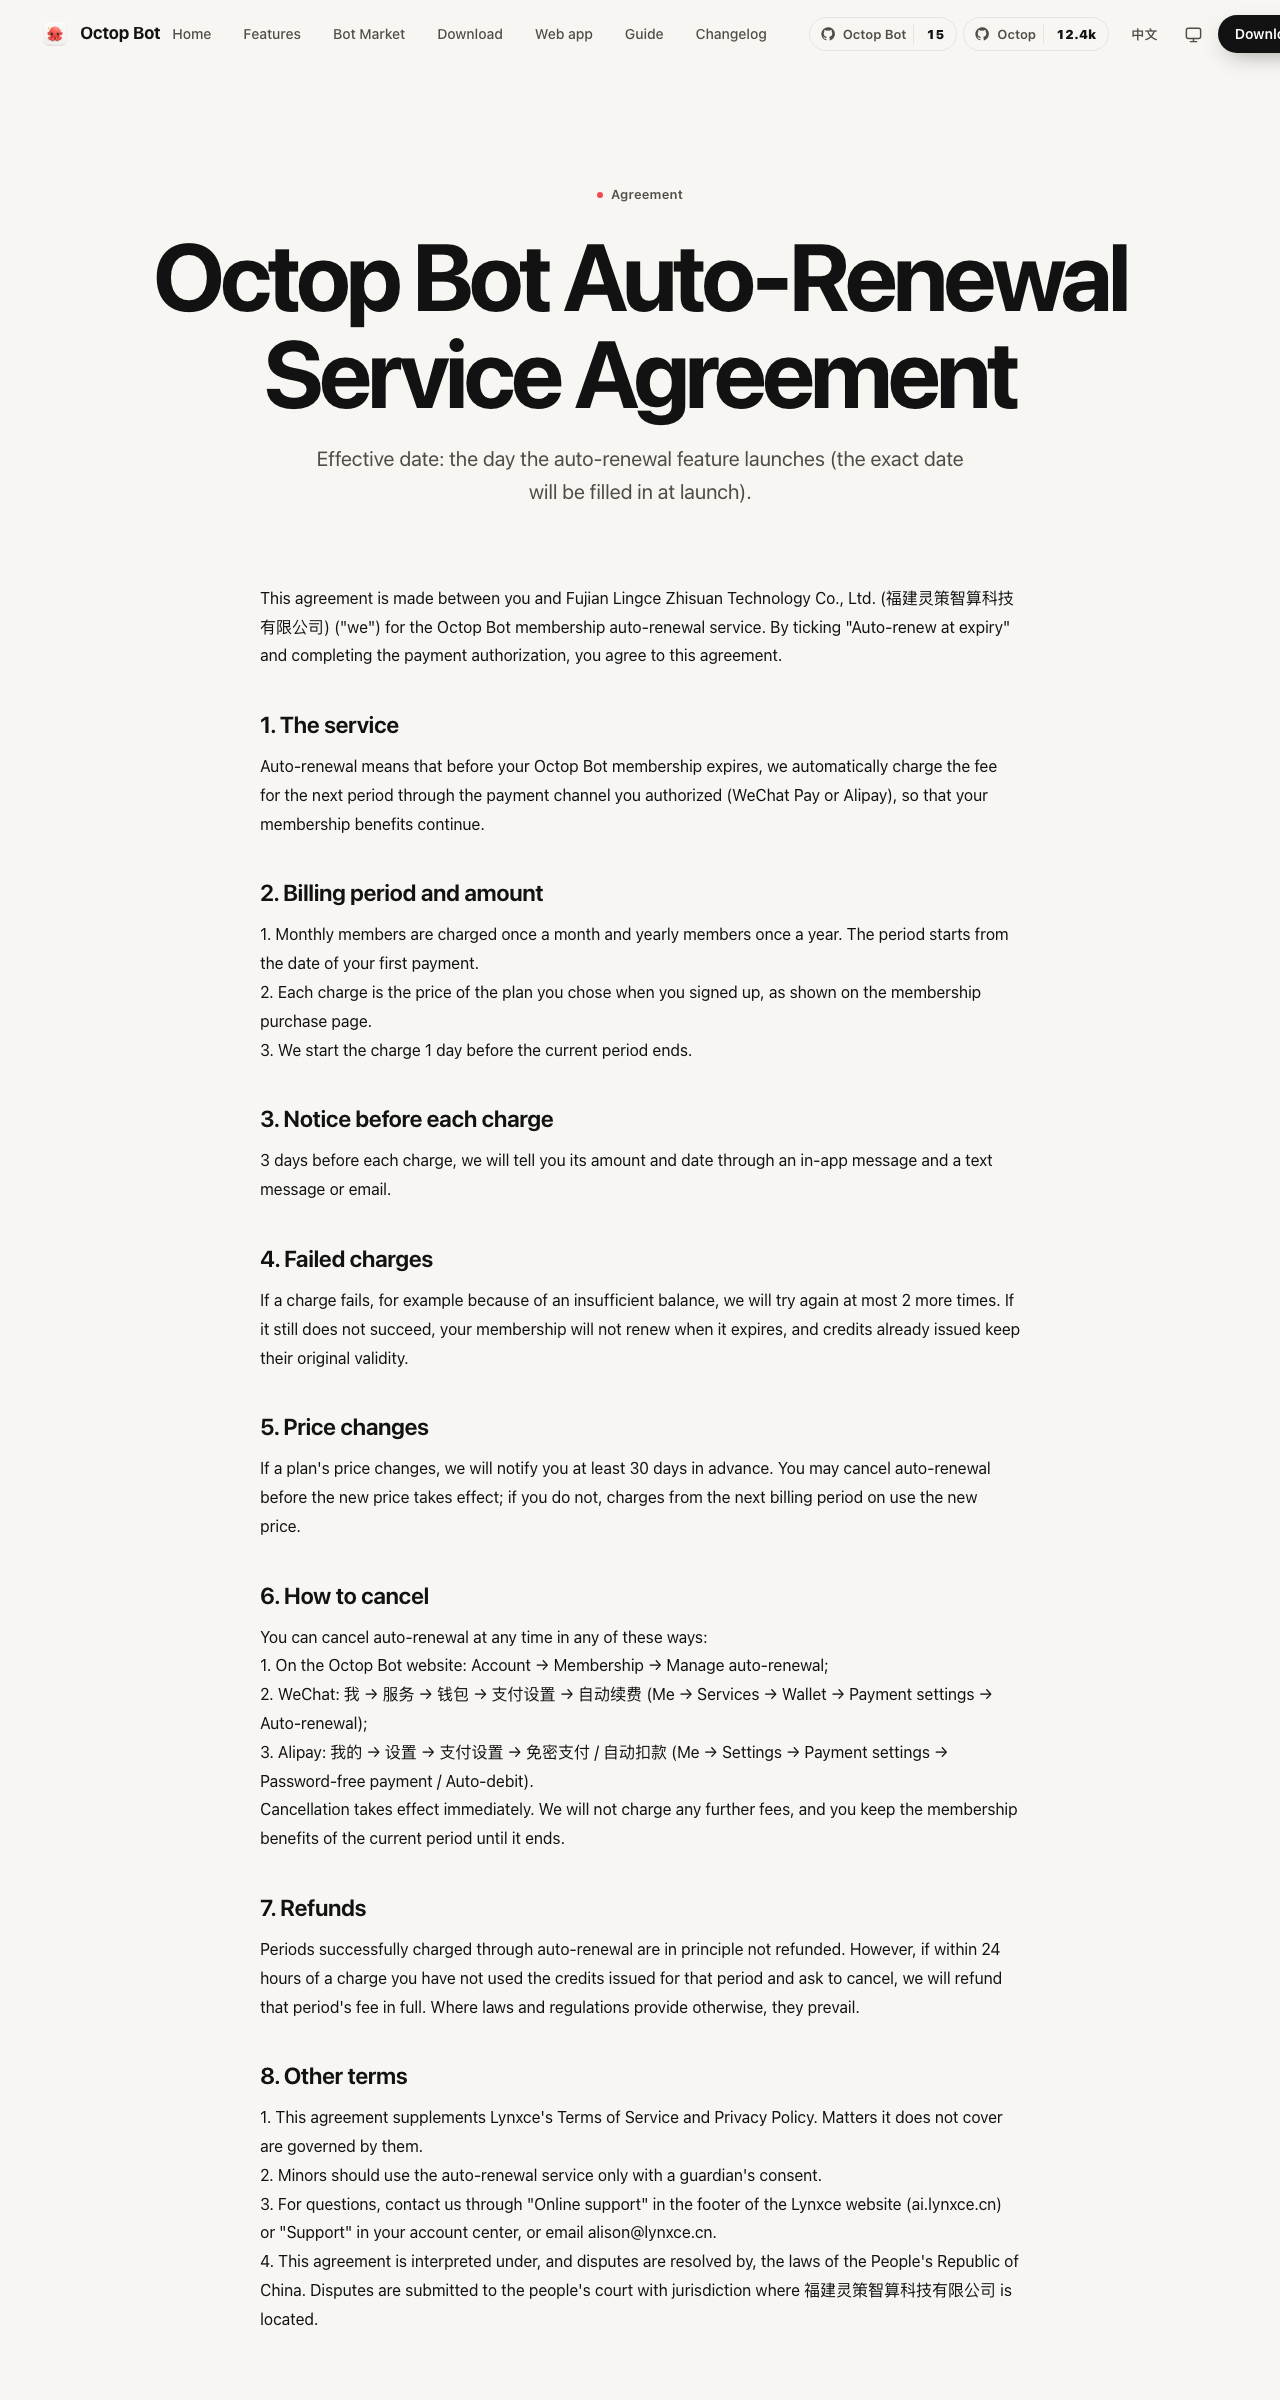 Octop Bot Home Features Bot Market Download Web app Guide Changelog Octop Bot 15 Octop 12.4k 中文
Agreement
Octop Bot Auto-Renewal
Service Agreement
Effective date: the day the auto-renewal feature launches (the exact date
will be filled in at launch).
This agreement is made between you and Fujian Lingce Zhisuan Technology Co., Ltd. (福建灵策智算科技
有限公司) ("we") for the Octop Bot membership auto-renewal service. By ticking "Auto-renew at expiry"
and completing the payment authorization, you agree to this agreement.
1. The service
Auto-renewal means that before your Octop Bot membership expires, we automatically charge the fee
for the next period through the payment channel you authorized (WeChat Pay or Alipay), so that your
membership benefits continue.
2. Billing period and amount
1. Monthly members are charged once a month and yearly members once a year. The period starts from
the date of your first payment.
2. Each charge is the price of the plan you chose when you signed up, as shown on the membership
purchase page.
3. We start the charge 1 day before the current period ends.
3. Notice before each charge
3 days before each charge, we will tell you its amount and date through an in-app message and a text
message or email.
4. Failed charges
If a charge fails, for example because of an insufficient balance, we will try again at most 2 more times. If
it still does not succeed, your membership will not renew when it expires, and credits already issued keep
their original validity.
5. Price changes
If a plan's price changes, we will notify you at least 30 days in advance. You may cancel auto-renewal
before the new price takes effect; if you do not, charges from the next billing period on use the new
price.
6. How to cancel
You can cancel auto-renewal at any time in any of these ways:
1. On the Octop Bot website: Account → Membership → Manage auto-renewal;
2. WeChat: 我 → 服务 → 钱包 → 支付设置 → 自动续费 (Me → Services → Wallet → Payment settings →
Auto-renewal);
3. Alipay: 我的 → 设置 → 支付设置 → 免密支付 / 自动扣款 (Me → Settings → Payment settings →
Password-free payment / Auto-debit).
Cancellation takes effect immediately. We will not charge any further fees, and you keep the membership
benefits of the current period until it ends.
7. Refunds
Periods successfully charged through auto-renewal are in principle not refunded. However, if within 24
hours of a charge you have not used the credits issued for that period and ask to cancel, we will refund
that period's fee in full. Where laws and regulations provide otherwise, they prevail.
8. Other terms
1. This agreement supplements Lynxce's Terms of Service and Privacy Policy. Matters it does not cover
are governed by them.
2. Minors should use the auto-renewal service only with a guardian's consent.
3. For questions, contact us through "Online support" in the footer of the Lynxce website (ai.lynxce.cn)
or "Support" in your account center, or email alison@lynxce.cn.
4. This agreement is interpreted under, and disputes are resolved by, the laws of the People's Republic of
China. Disputes are submitted to the people's court with jurisdiction where 福建灵策智算科技有限公司 is
located.